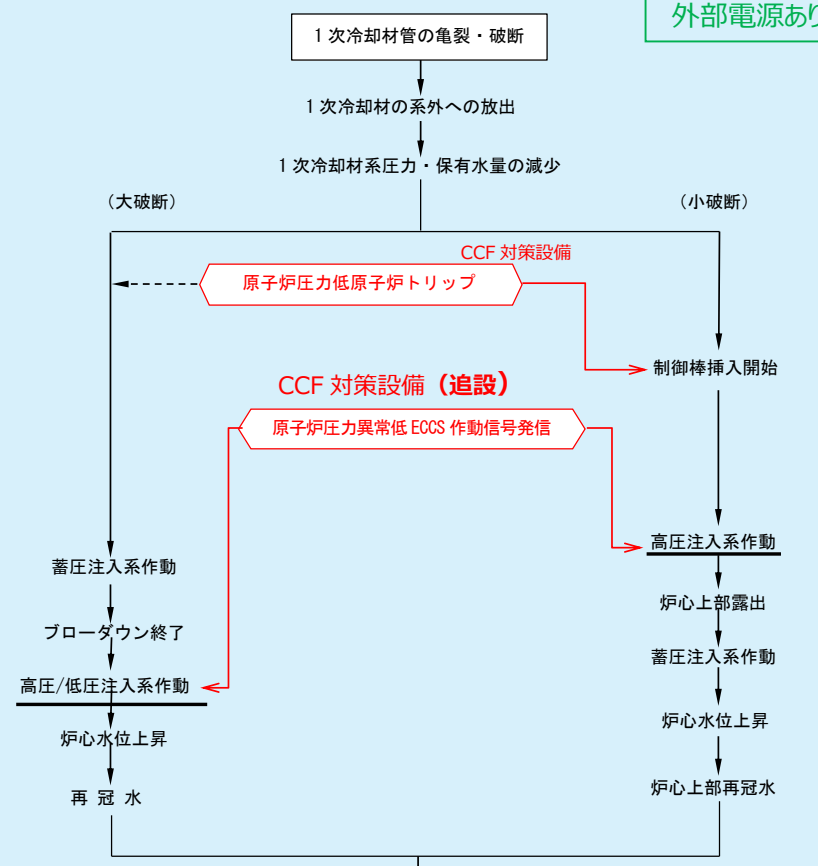 外部電源あり
1次冷却材管の亀裂・破断
1次冷却材の系外への放出
1次冷却材系圧力・保有水量の減少
（大破断）
（小破断）
CCF 対策設備
原子炉圧力低原子炉トリップ
制御棒挿入開始
CCF 対策設備（追設）
原子炉圧力異常低 ECCS 作動信号発信
高圧注入系作動
蓄圧注入系作動
炉心上部露出
ブローダウン終了
蓄圧注入系作動
高圧/低圧注入系作動
炉心水位上昇
炉心水位上昇
再 冠 水
炉心上部再冠水